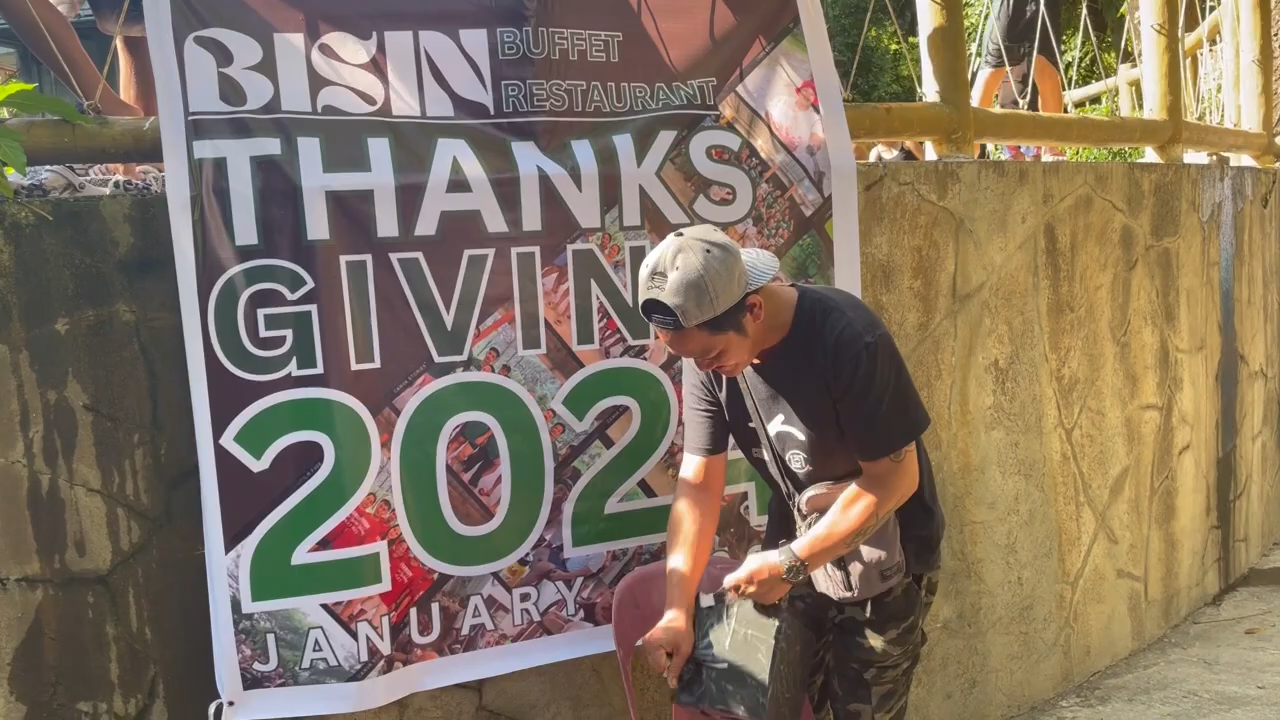 BISIN
BUFFET
RESTAURANT
THANKS
GIVIN
202
JANUARY